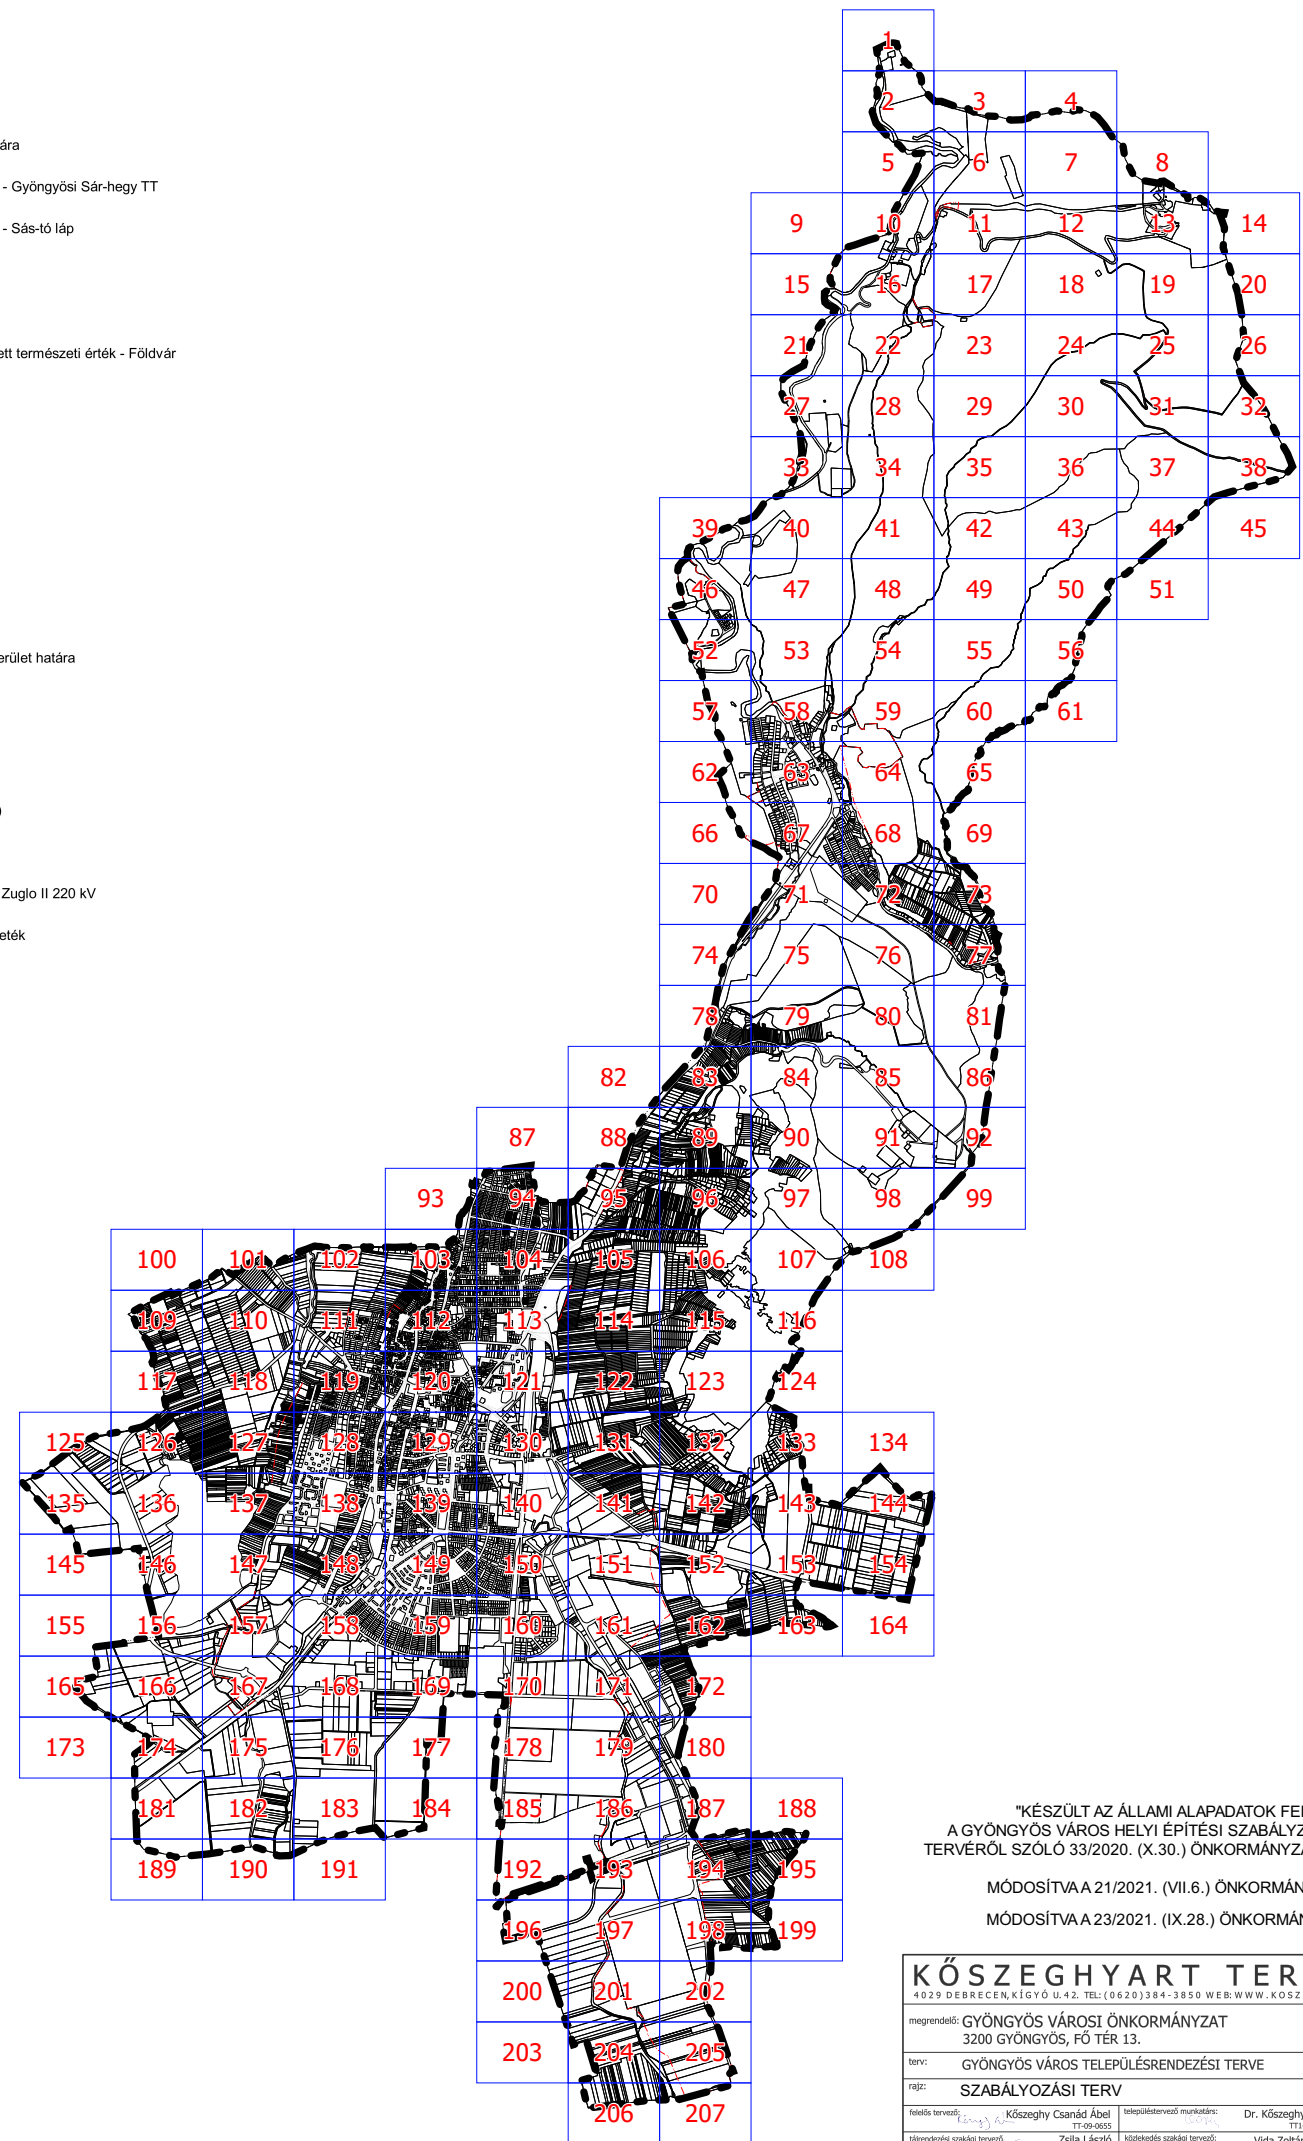 1
2 3 4
5 6 7 8
9 10 11 12 13 14
15 16 17 18 19 20
21 22 23 24 25 26
27 28 29 30 31 32
33 34 35 36 37 38
39 40 41 42 43 44 45
46 47 48 49 50 51
52 53 54 55 56
57 58 59 60 61
62 63 64 65
66 67 68 69
70 71 72 73
74 75 76 77
78 79 80 81
82 83 84 85 86
87 88 89 90 91 92
93 94 95 96 97 98 99
100 101 102 103 104 105 106 107 108
109 110 111 112 113 114 115 116
117 118 119 120 121 122 123 124
125 126 127 128 129 130 131 132 133 134
135 136 137 138 139 140 141 142 143 144
145 146 147 148 149 150 151 152 153 154
155 156 157 158 159 160 161 162 163 164
165 166 167 168 169 170 171 172
173 174 175 176 177 178 179 180
181 182 183 184 185 186 187 188
189 190 191 192 193 194 195
196 197 198 199
200 201 202
203 204 205
206 207
ára
- Gyöngyösi Sár-hegy TT
- Sás-tó láp
ett természeti érték - Földvár
erület határa
)
Zuglo II 220 kV
eték
"KÉSZÜLT AZ ÁLLAMI ALAPADATOK FE
A GYÖNGYÖS VÁROS HELYI ÉPÍTÉSI SZABÁLYZ
TERVÉRŐL SZÓLÓ 33/2020. (X.30.) ÖNKORMÁNYZA
MÓDOSÍTVA A 21/2021. (VII.6.) ÖNKORMÁN
MÓDOSÍTVA A 23/2021. (IX.28.) ÖNKORMÁN
KŐSZEGHYART TER
4029 DEBRECEN, KÍGYÓ U.42. TEL:(0620)384-3850 WEB:WWW.KOSZ
megrendelő: GYÖNGYÖS VÁROSI ÖNKORMÁNYZAT
3200 GYÖNGYÖS, FŐ TÉR 13.
terv: GYÖNGYÖS VÁROS TELEPÜLÉSRENDEZÉSI TERVE
rajz: SZABÁLYOZÁSI TERV
felelős tervező: Kőszeghy Csanád Ábel településtervező munkatárs: Dr. Kőszeghy
TT-09-0655 TT1
tájrendezési szakági tervező Zsila László közlekedés szakági tervező: Vida Zoltá